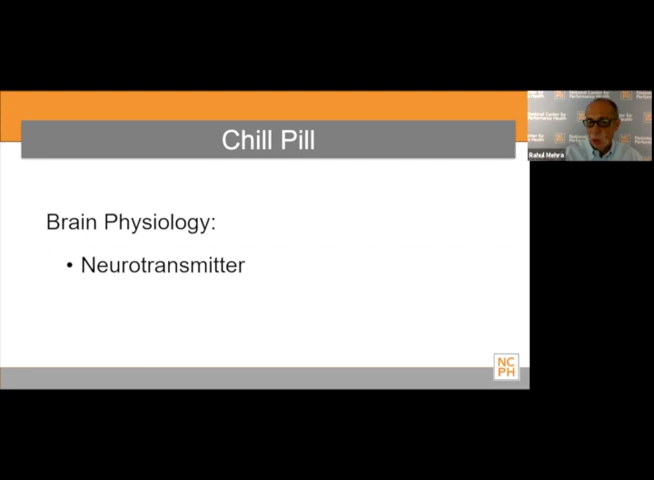 Chill Pill
Brain Physiology:
• Neurotransmitter
NC
PH
Rahul Mehra